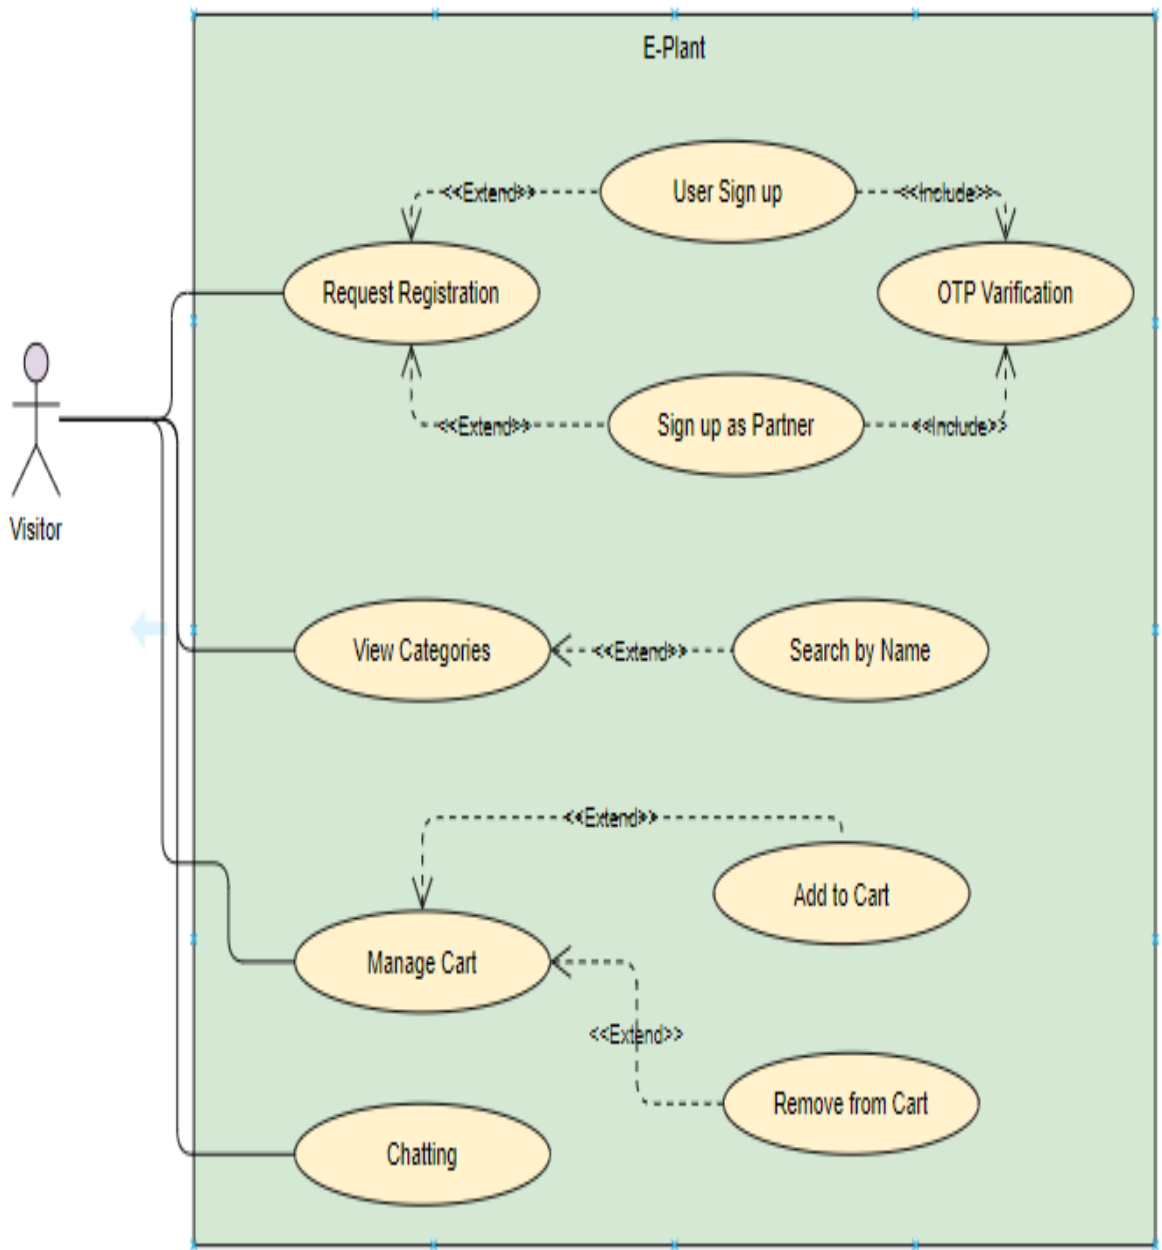 E-Plant
<<Extend>>
User Sign up
<<Include>>
Request Registration
OTP Varification
<<Extend>>
Sign up as Partner
<<Include>>
Visitor
View Categories
<<Extend>>
Search by Name
<<Extend>>
Add to Cart
Manage Cart
<<Extend>>
Remove from Cart
Chatting